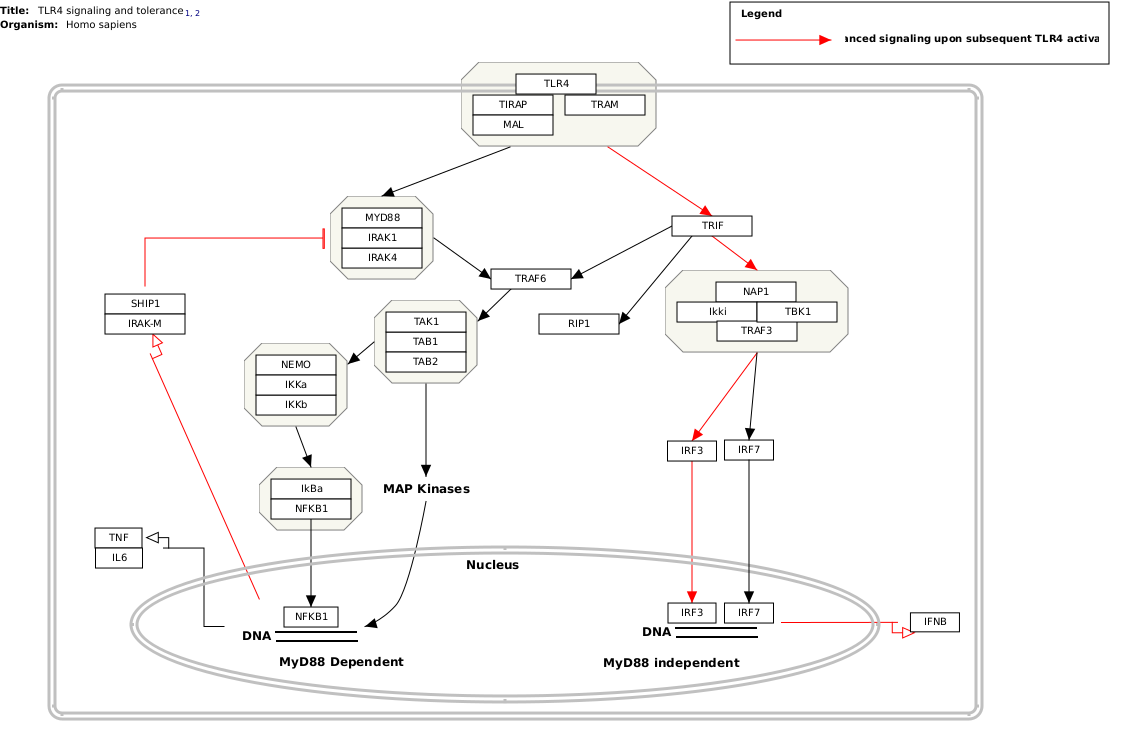 Title: TLR4 signaling and tolerance 1, 2
Organism: Homo sapiens
Legend
anced signaling upon subsequent TLR4 activa
TLR4
TIRAP
TRAM
MAL
MYD88
IRAK1
IRAK4
TRIF
TRAF6
NAP1
Ikki
TBK1
TRAF3
SHIP1
IRAK-M
RIP1
TAK1
TAB1
TAB2
NEMO
IKKa
IKKb
IRF3
IRF7
IkBa
NFKB1
MAP Kinases
TNF
IL6
Nucleus
NFKB1
DNA
MyD88 Dependent
IRF3
IRF7
DNA
MyD88 independent
IFNB